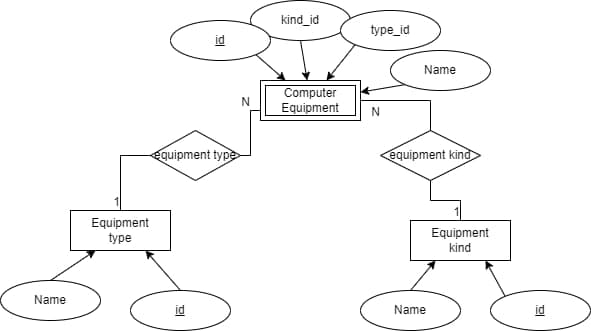 kind_id
id
type_id
Name
Computer
Equipment
N
N
equipment type
equipment kind
1
1
Equipment
type
Equipment
kind
Name
id
Name
id